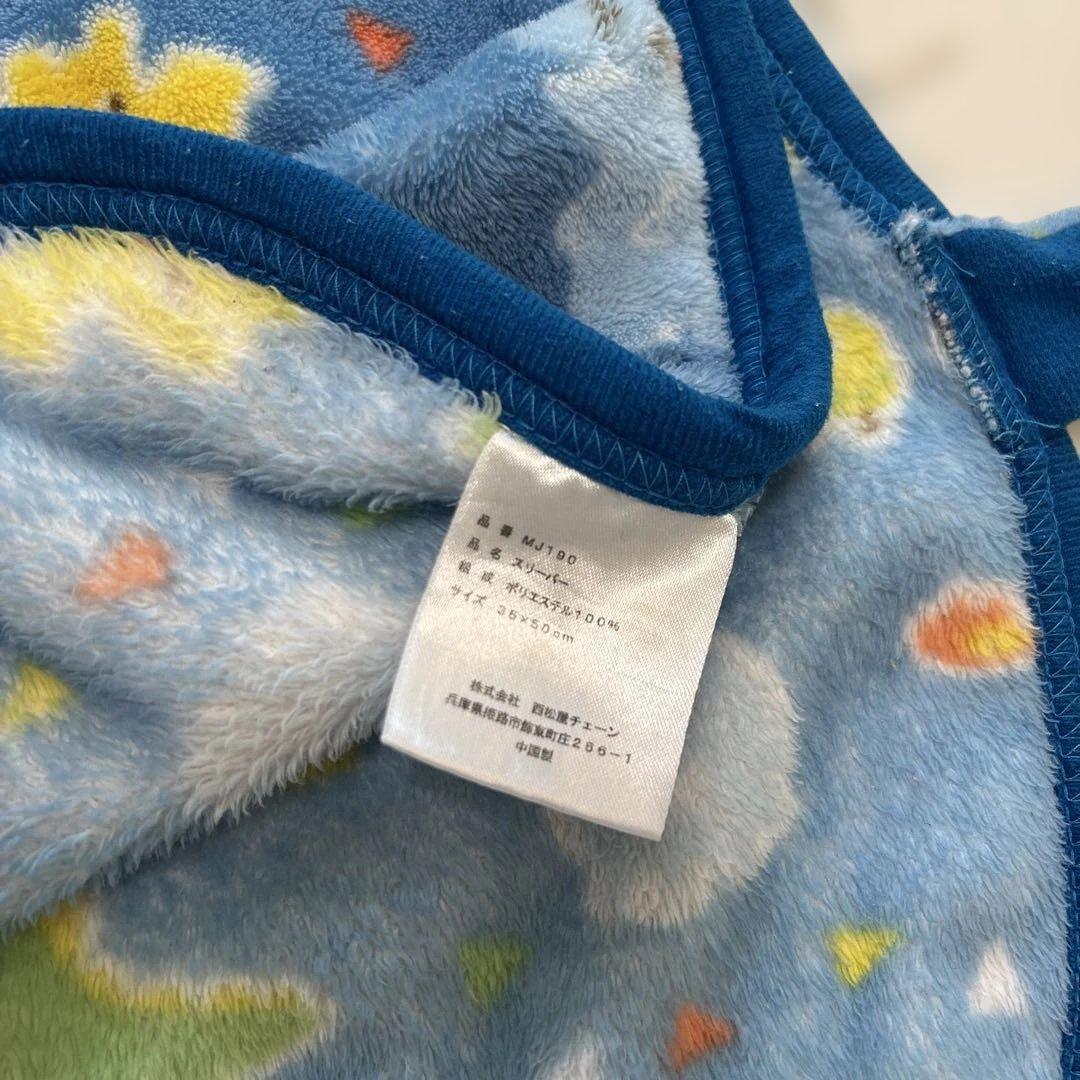 品番 MJ190
品名 スリーパー
組成 ポリエステル100%
サイズ 36×50cm
株式会社 西松屋チェーン
兵庫県姫路市飾東町庄266-1
中国製